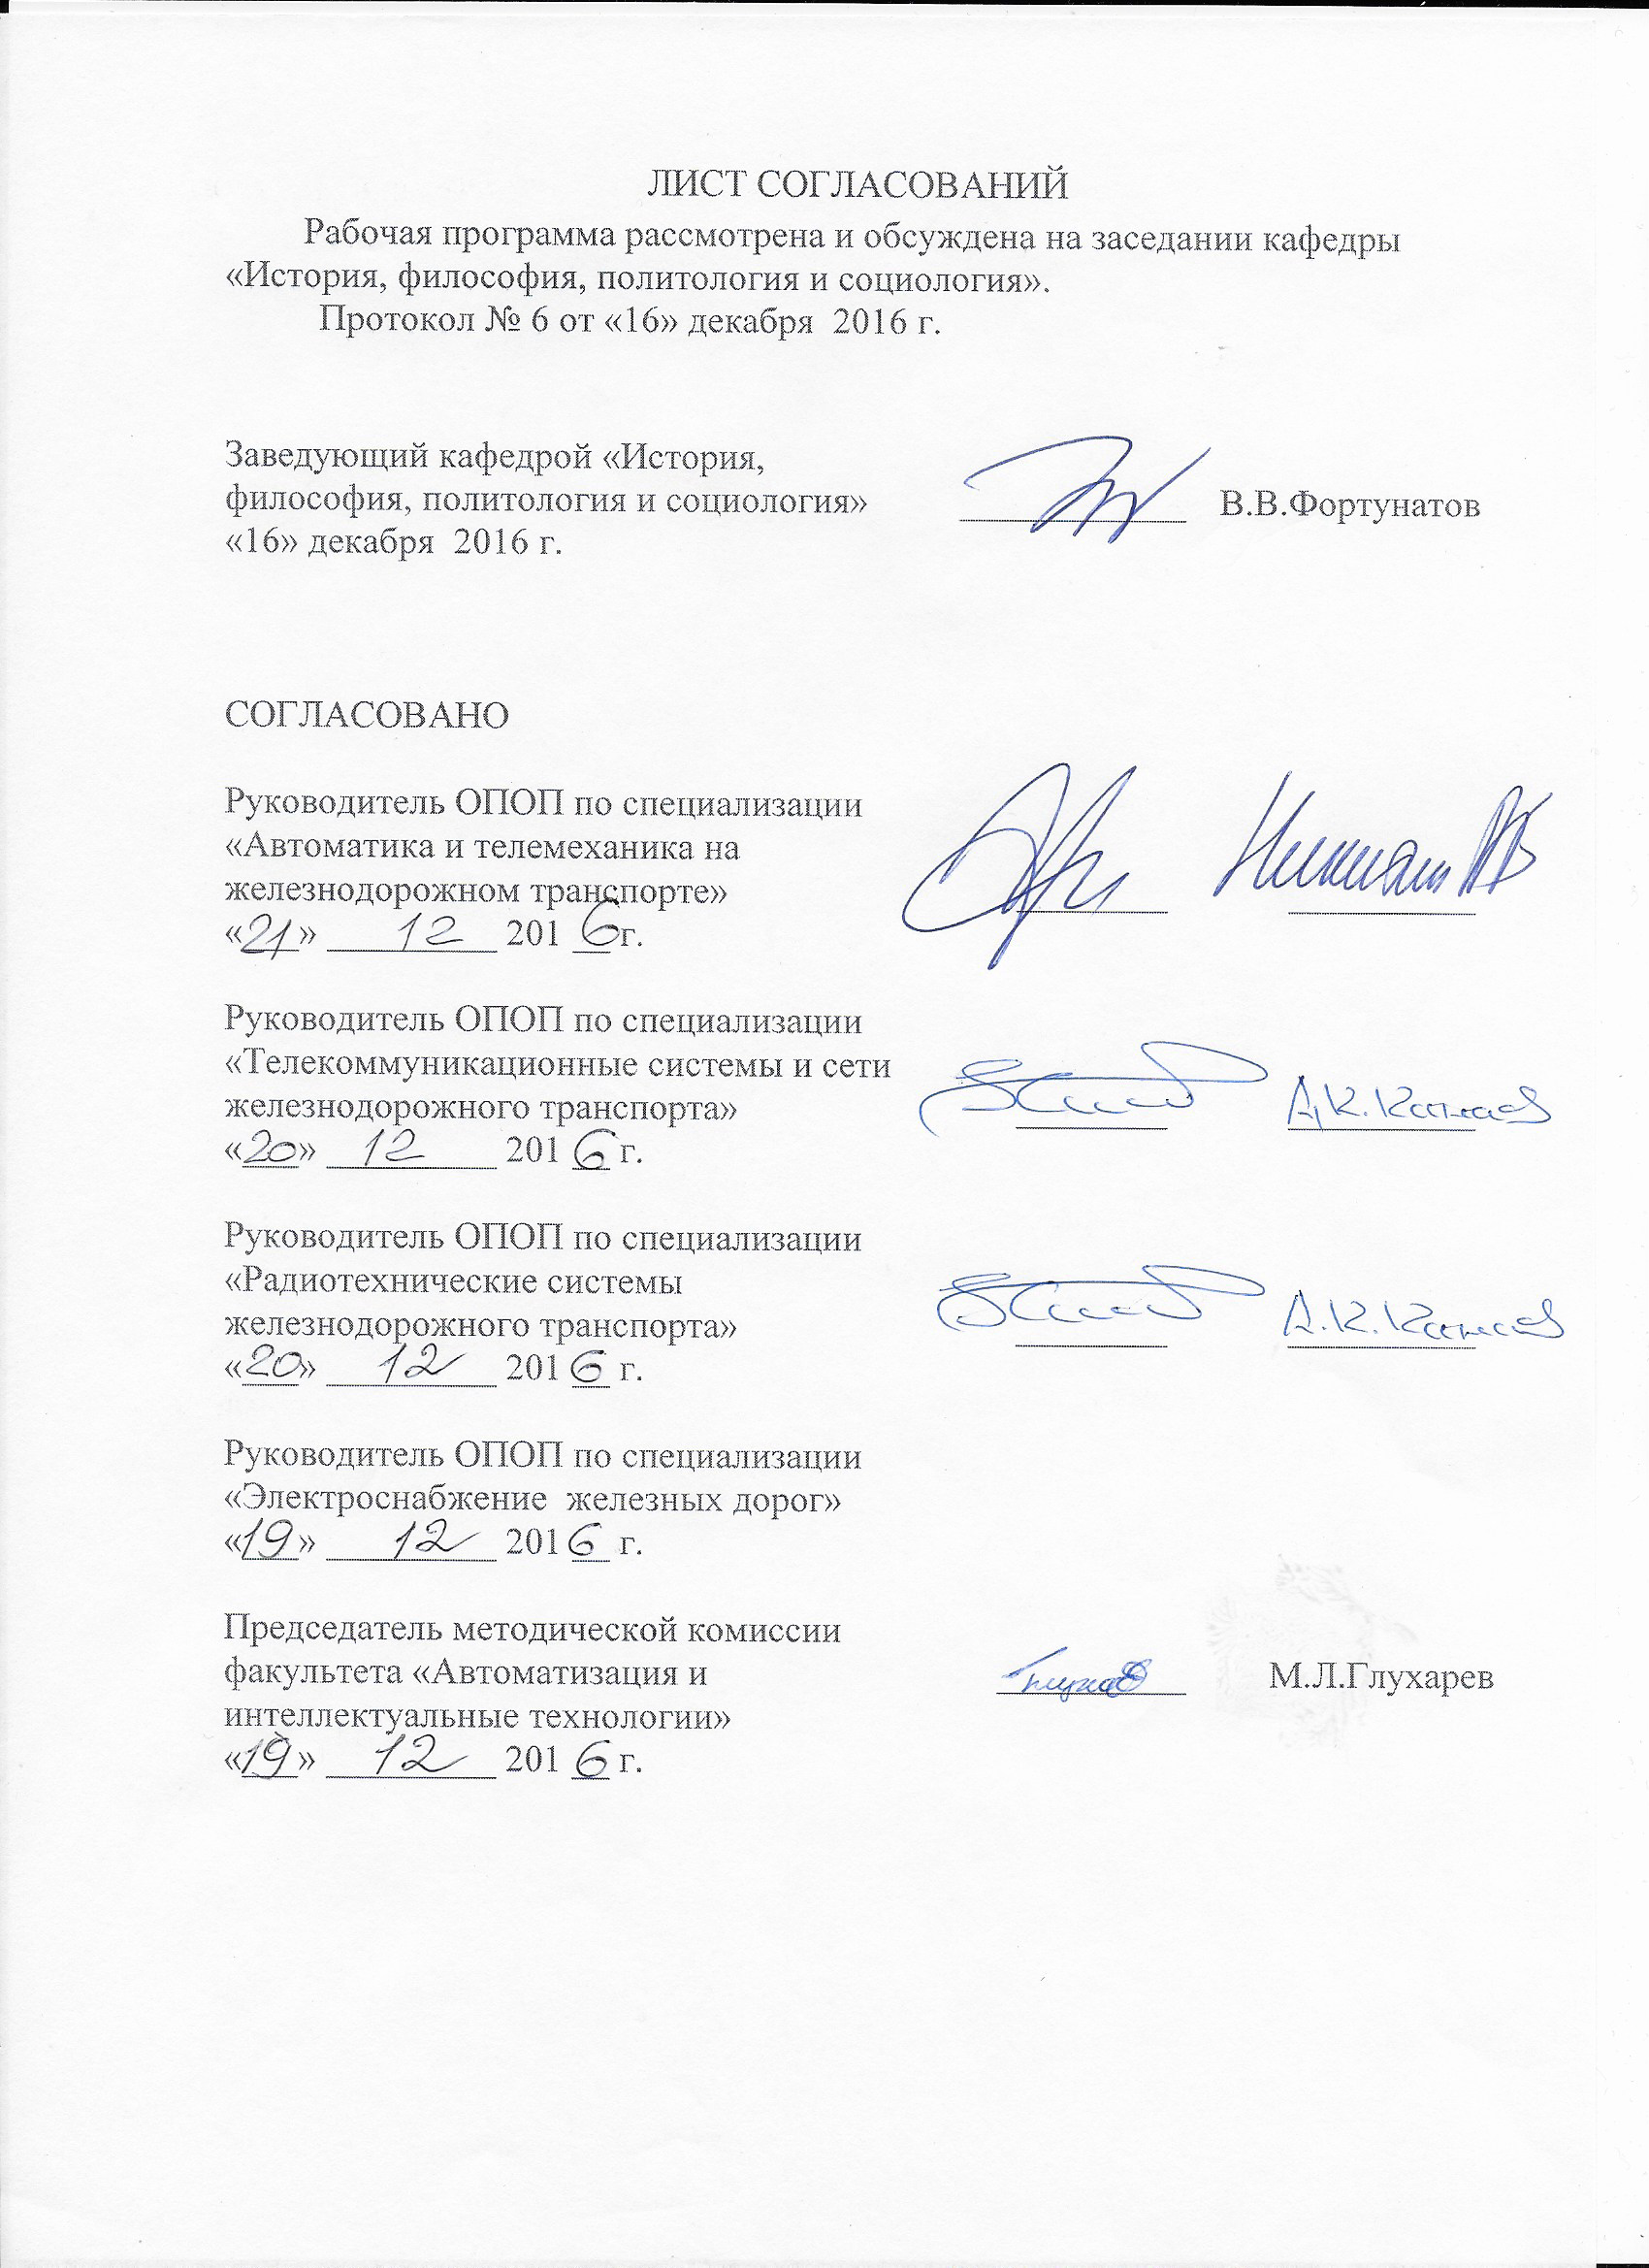 ЛИСТ СОГЛАСОВАНИЙ
Рабочая программа рассмотрена и обсуждена на заседании кафедры
«История, философия, политология и социология».
Протокол № 6 от «16» декабря 2016 г.
Заведующий кафедрой «История,
философия, политология и социология» В.В.Фортунатов
«16» декабря 2016 г.
СОГЛАСОВАНО
Руководитель ОПОП по специализации
«Автоматика и телемеханика на
железнодорожном транспорте»
«21» 12 2016 г.
Руководитель ОПОП по специализации
«Телекоммуникационные системы и сети
железнодорожного транспорта» А.К.Канаев
«20» 12 2016 г.
Руководитель ОПОП по специализации
«Радиотехнические системы
железнодорожного транспорта» А.К.Канаев
«20» 12 2016 г.
Руководитель ОПОП по специализации
«Электроснабжение железных дорог»
«19» 12 2016 г.
Председатель методической комиссии
факультета «Автоматизация и М.Л.Глухарев
интеллектуальные технологии»
«19» 12 2016 г.